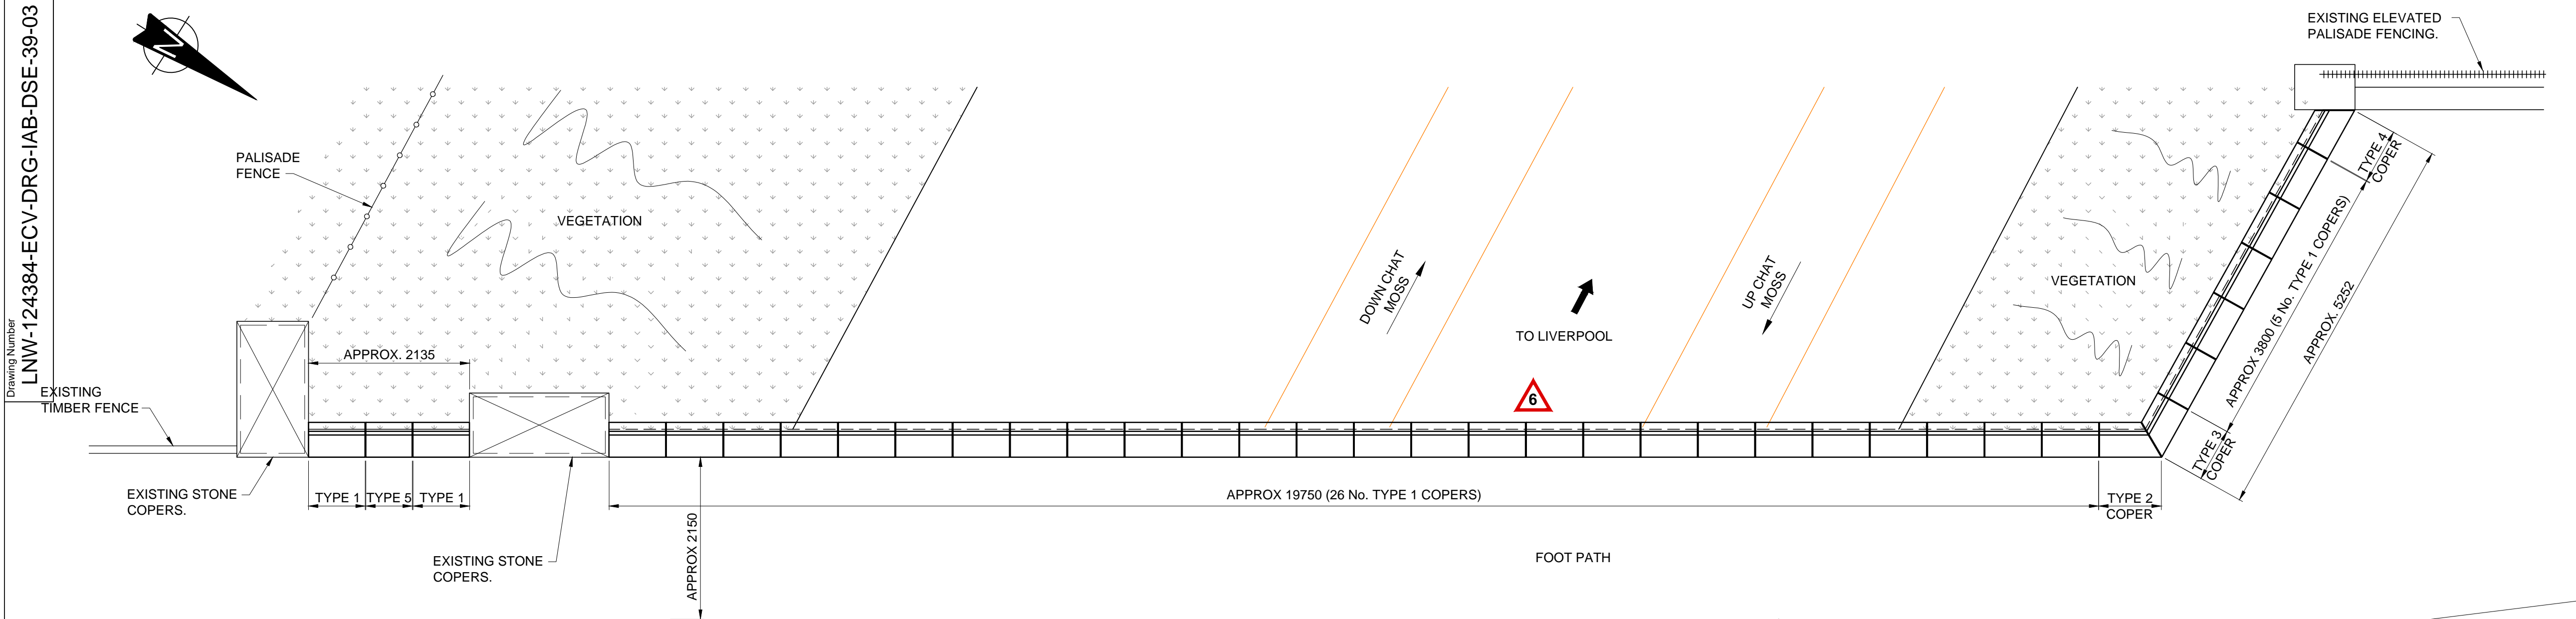 Drawing Number
LNW-124384-ECV-DRG-IAB-DSE-39-03
N
EXISTING ELEVATED
PALISADE FENCING.
PALISADE
FENCE
VEGETATION
DOWN CHAT
MOSS
TO LIVERPOOL
UP CHAT
MOSS
VEGETATION
TYPE 4
COPER
APPROX 3800 (5 No. TYPE 1 COPERS)
APPROX. 5252
TYPE 3
COPER
APPROX. 2135
6
EXISTING
TIMBER FENCE
EXISTING STONE
COPERS.
TYPE 1
TYPE 5
TYPE 1
APPROX 19750 (26 No. TYPE 1 COPERS)
TYPE 2
COPER
EXISTING STONE
COPERS.
APPROX 2150
FOOT PATH